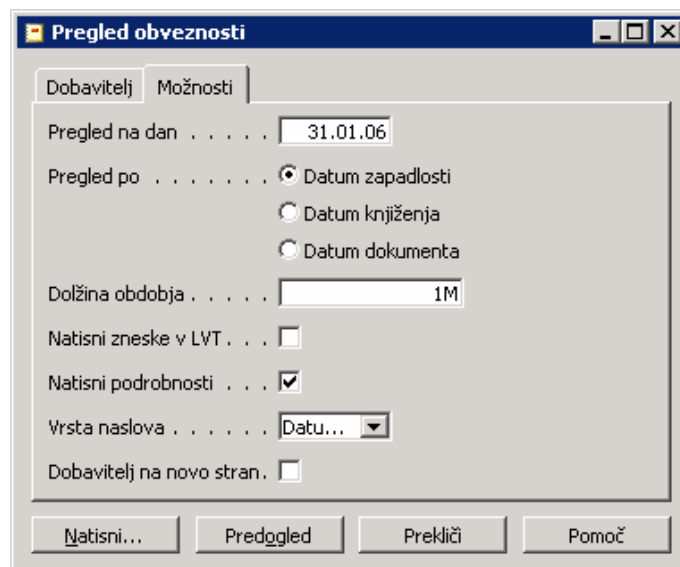 Pregled obveznosti
Dobavitelj Možnosti
Pregled na dan . . . . . 31.01.06
Pregled po . . . . . . . Datum zapadlosti
Datum knjiženja
Datum dokumenta
Dolžina obdobja . . . . . 1M
Natisni zneske v LVT . . .
Natisni podrobnosti . . .
Vrsta naslova . . . . . . Datu...
Dobavitelj na novo stran.
Natisni... Predogled Prekliči Pomoč